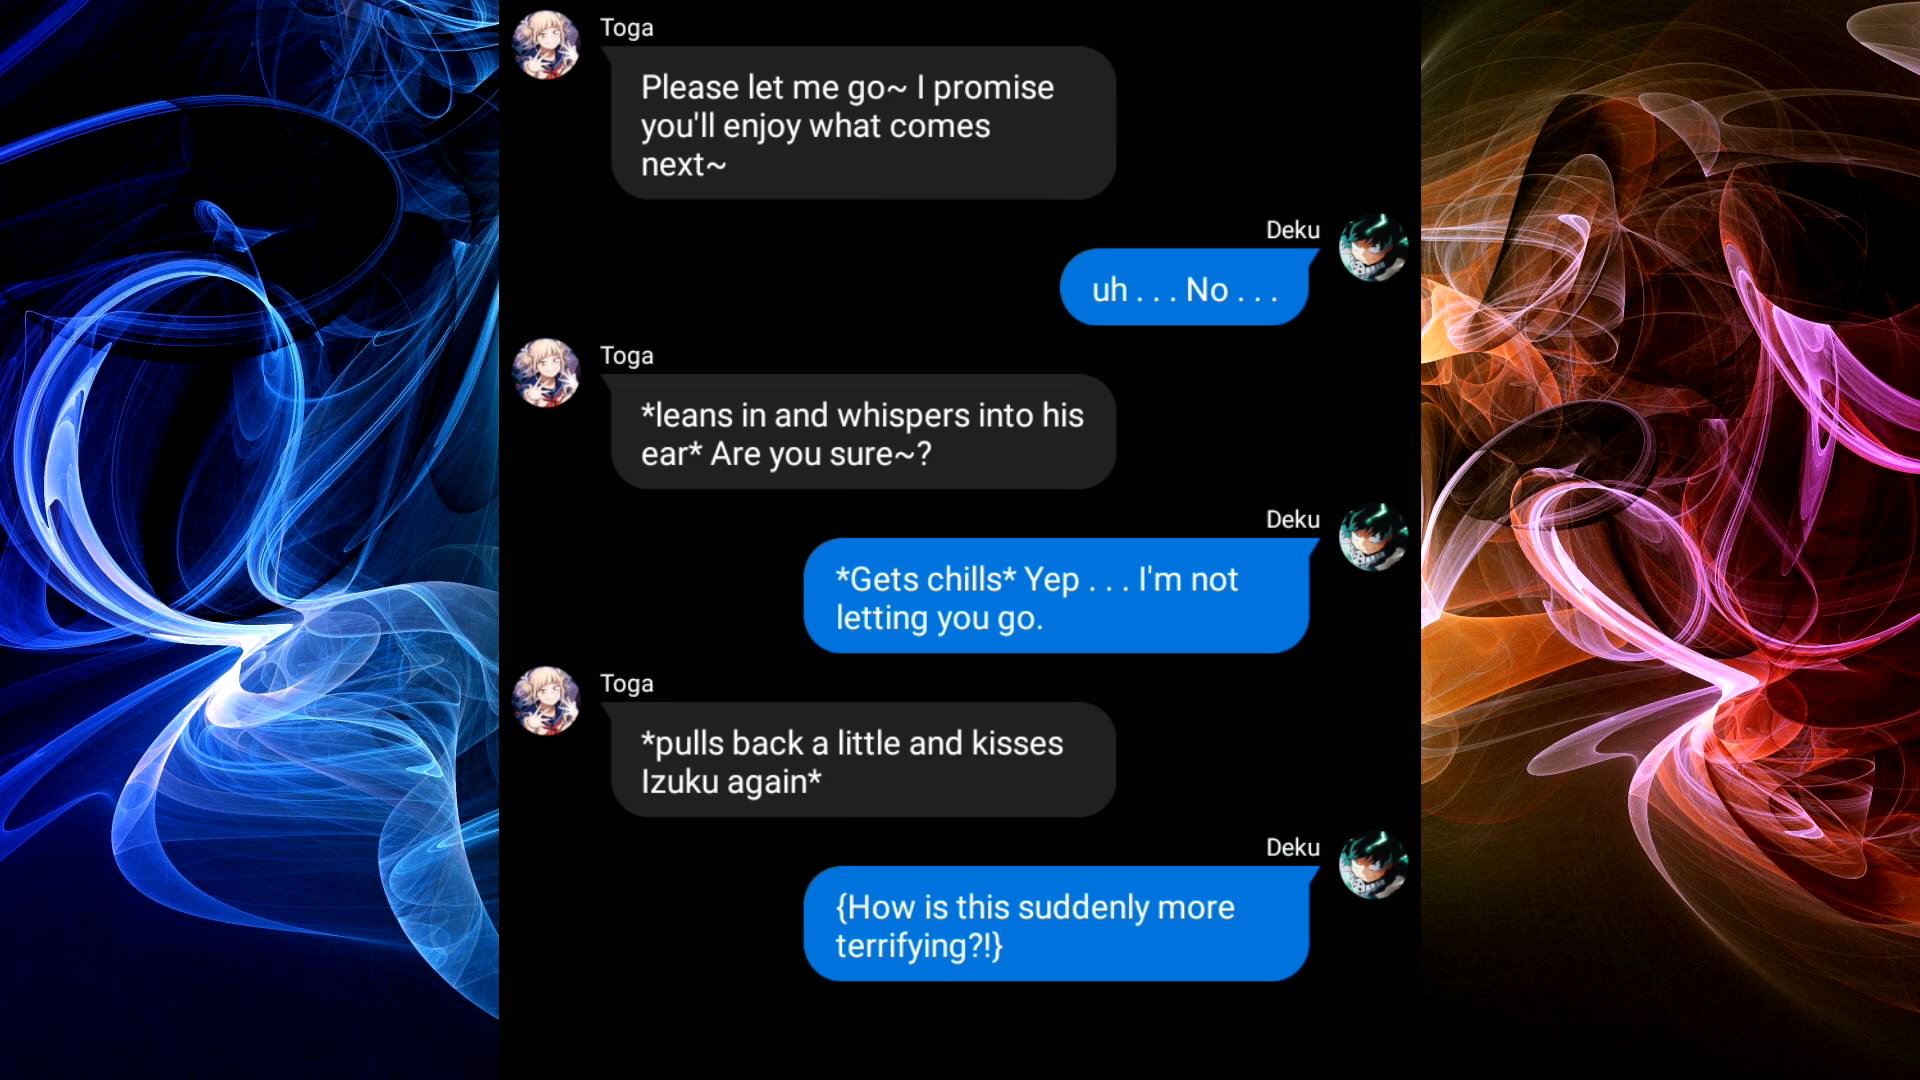 Toga
Please let me go~ I promise
you'll enjoy what comes
next~
Deku
uh . . . No . . .
Toga
*leans in and whispers into his
ear* Are you sure~?
Deku
*Gets chills* Yep . . . I'm not
letting you go.
Toga
*pulls back a little and kisses
Izuku again*
Deku
{How is this suddenly more
terrifying?!}